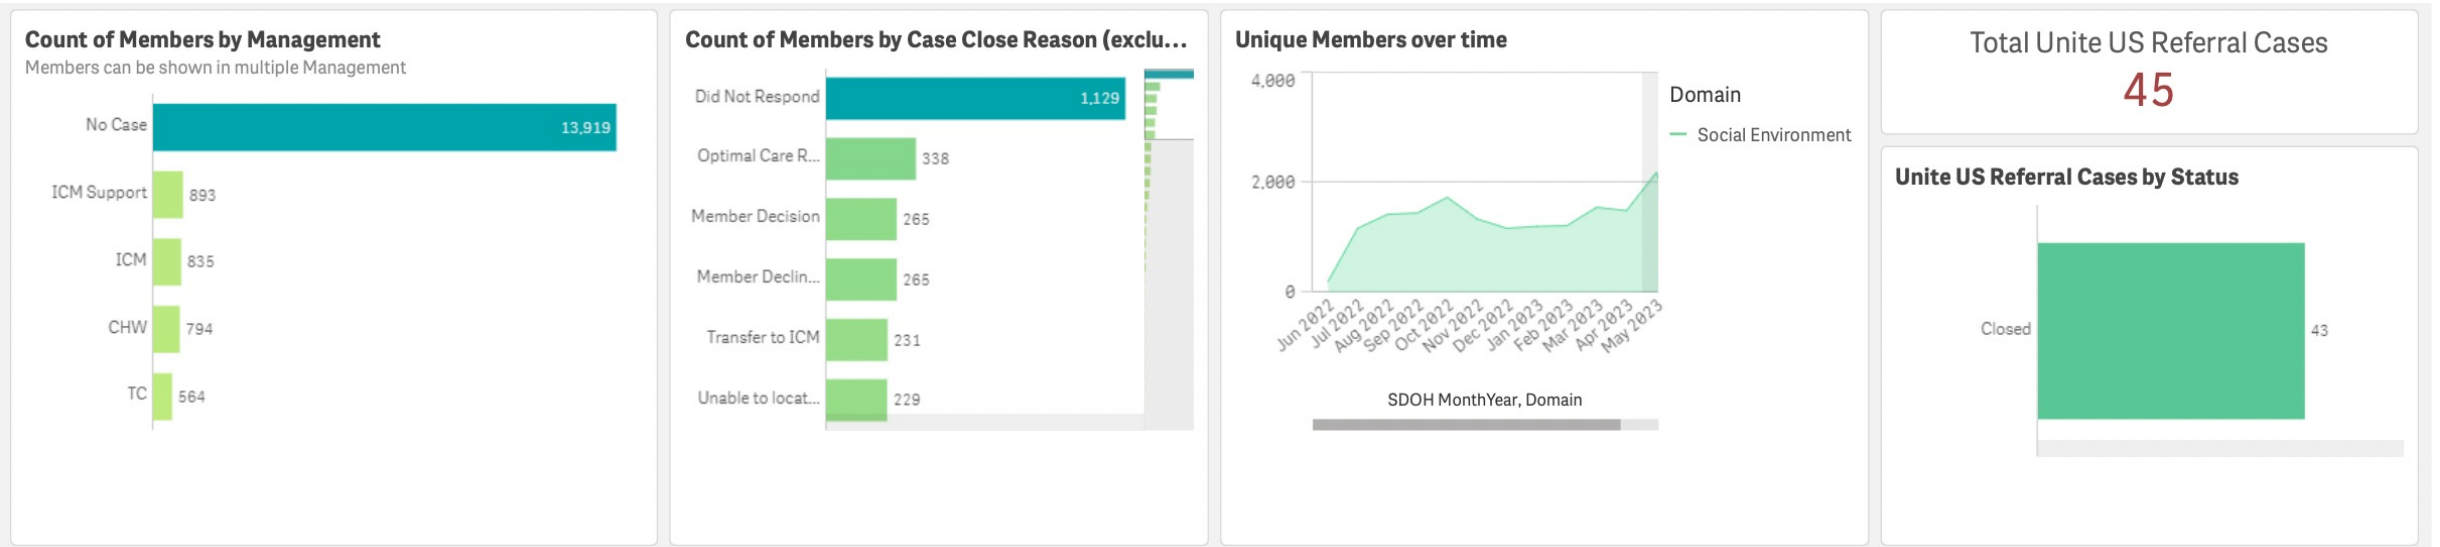 Count of Members by Management
Members can be shown in multiple Management
No Case
13,919
ICM Support
893
ICM
835
CHW
794
TC
564
Count of Members by Case Close Reason (exclu...
Did Not Respond
1,129
Optimal Care R...
338
Member Decision
265
Member Declin...
265
Transfer to ICM
231
Unable to locat...
229
Unique Members over time
4,000
2,000
0
Jun 2022
Jul 2022
Aug 2022
Sep 2022
Oct 2022
Nov 2022
Dec 2022
Jan 2023
Feb 2023
Mar 2023
Apr 2023
May 2023
SDOH MonthYear, Domain
Domain
Social Environment
Total Unite US Referral Cases
45
Unite US Referral Cases by Status
Closed
43